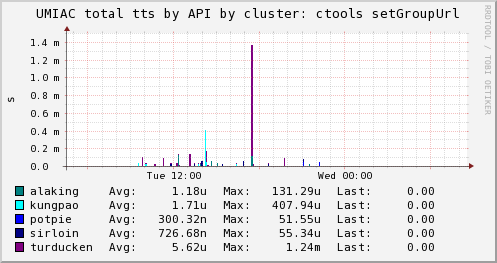 UMIAC total tts by API by cluster: ctools setGroupUrl
RRDTOOL / TOBI OETIKER
1.4 m
1.2 m
1.0 m
0.8 m
0.6 m
0.4 m
0.2 m
0.0
s
Tue 12:00 Wed 00:00
alaking Avg: 1.18u Max: 131.29u Last: 0.00
kungpao Avg: 1.71u Max: 407.94u Last: 0.00
potpie Avg: 300.32n Max: 51.55u Last: 0.00
sirloin Avg: 726.68n Max: 55.34u Last: 0.00
turducken Avg: 5.62u Max: 1.24m Last: 0.00